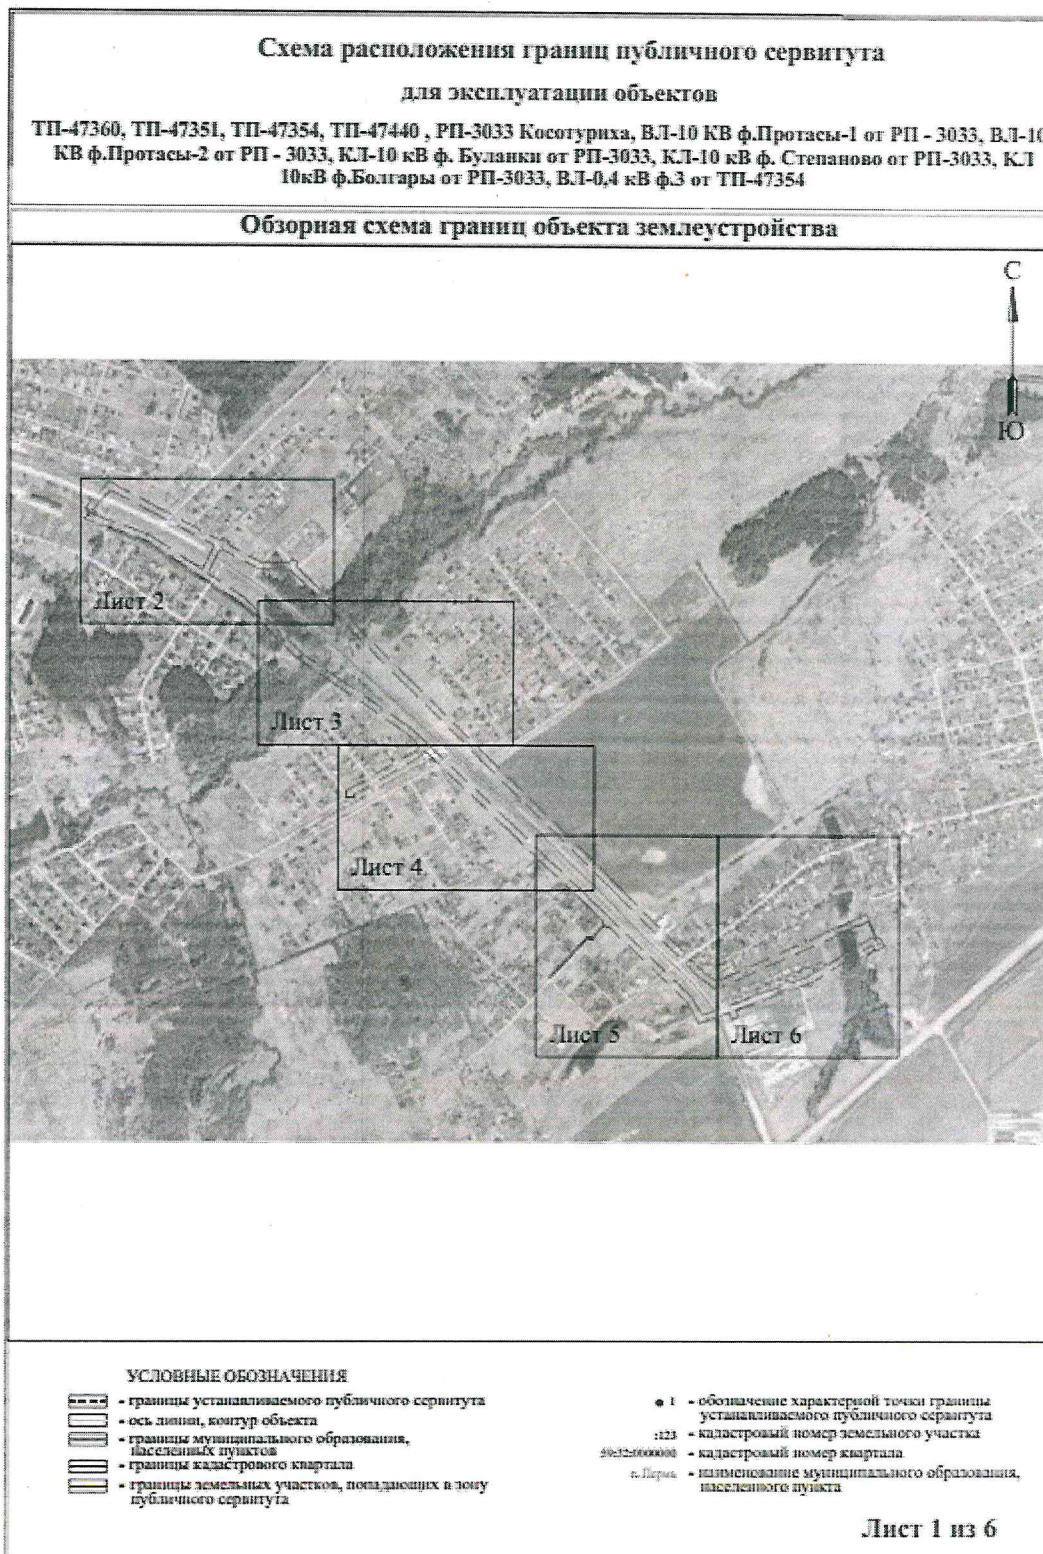 Схема расположения границ публичного сервитута
для эксплуатации объектов
ТП-47360, ТП-47351, ТП-47354, ТП-47440 , РП-3033 Косотуриха, ВЛ-10 КВ ф.Протасы-1 от РП - 3033, ВЛ-10
КВ ф.Протасы-2 от РП - 3033, КЛ-10 кВ ф. Буланки от РП-3033, КЛ-10 кВ ф. Степаново от РП-3033, КЛ
10кВ ф.Болгары от РП-3033, ВЛ-0,4 кВ ф.3 от ТП-47354
Обзорная схема границ объекта землеустройства
С
Ю
Лист 2
Лист 3
Лист 4
Лист 5
Лист 6
УСЛОВНЫЕ ОБОЗНАЧЕНИЯ
- границы устанавливаемого публичного сервитута
- ось линии, контур объекта
- границы муниципального образования,
населенных пунктов
- границы кадастрового квартала
- границы земельных участков, попадающих в зону
публичного сервитута
1 - обозначение характерной точки границы
устанавливаемого публичного сервитута
:123 - кадастровый номер земельного участка
59:32:0000000 - кадастровый номер квартала
г. Пермь - наименование муниципального образования,
населенного пункта
Лист 1 из 6